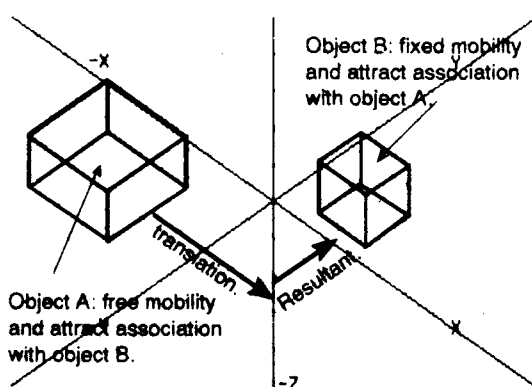 Object B: fixed mobility
and attract association
with object A.
-X
Y
translation.
Resultant.
Object A: free mobility
and attract association
with object B.
X
-Z